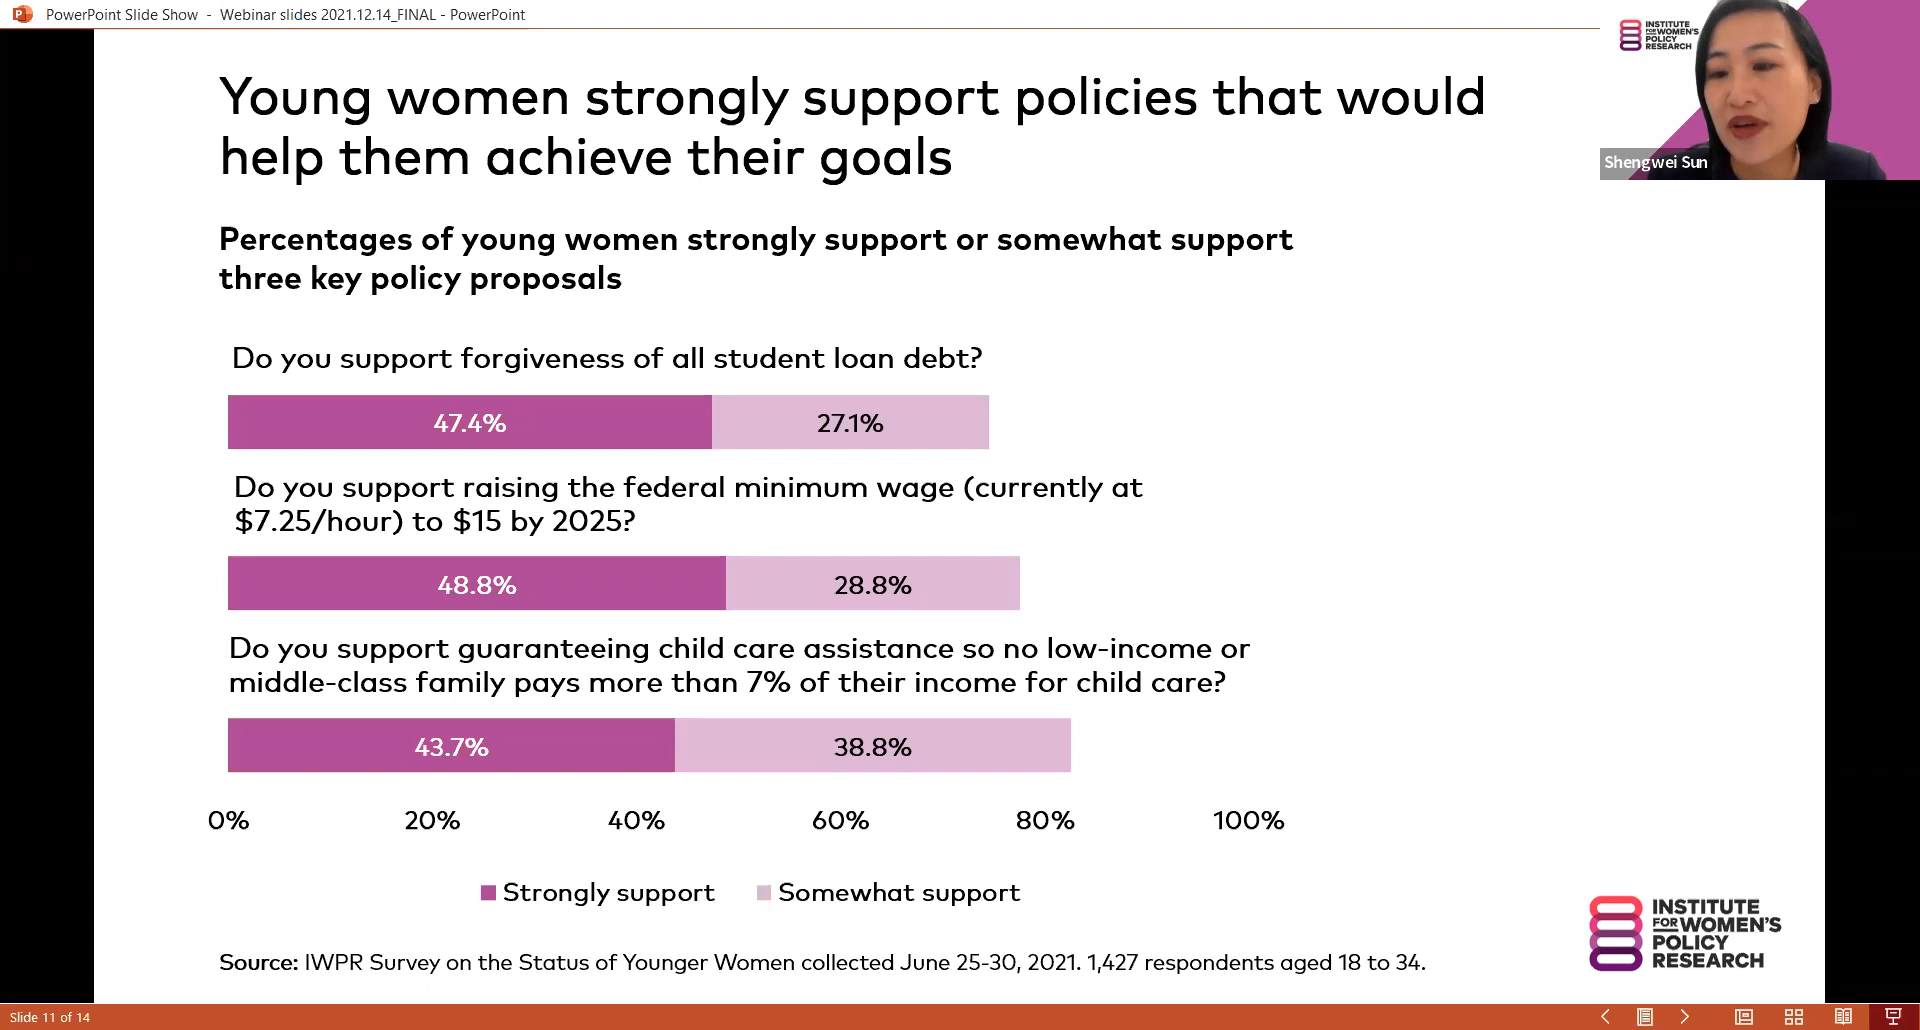 PowerPoint Slide Show - Webinar slides 2021.12.14_FINAL - PowerPoint
INSTITUTE
FOR WOMEN'S
POLICY
RESEARCH
Shengwei Sun
Young women strongly support policies that would
help them achieve their goals
Percentages of young women strongly support or somewhat support
three key policy proposals
Do you support forgiveness of all student loan debt?
47.4% 27.1%
Do you support raising the federal minimum wage (currently at
$7.25/hour) to $15 by 2025?
48.8% 28.8%
Do you support guaranteeing child care assistance so no low-income or
middle-class family pays more than 7% of their income for child care?
43.7% 38.8%
0% 20% 40% 60% 80% 100%
Strongly support Somewhat support
INSTITUTE
FOR WOMEN'S
POLICY
RESEARCH
Source: IWPR Survey on the Status of Younger Women collected June 25-30, 2021. 1,427 respondents aged 18 to 34.
Slide 11 of 14